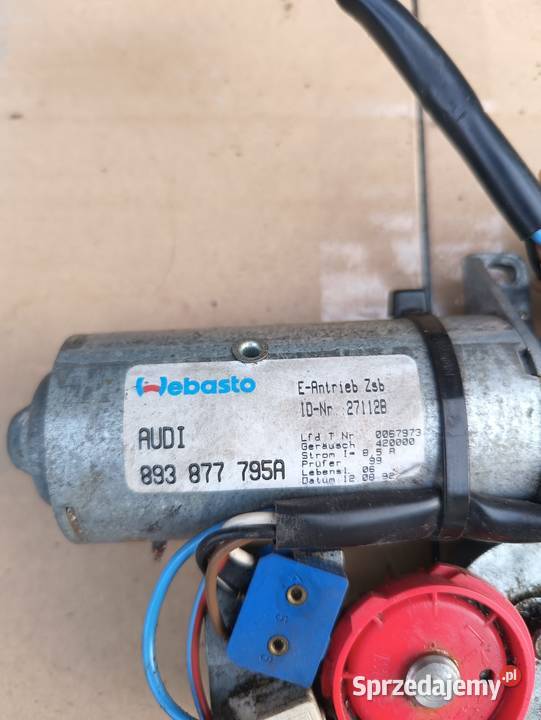 Webasto
E-Antrieb Zsb
ID-Nr. 27112B
AUDI
893 877 795A
Lfd T Nr 0067973
Geräusch 420000
Strom I- 8,5 A
Prüfer 99
Lebensl. 06
Datum 12 08 92
Sprzedajemy.pl